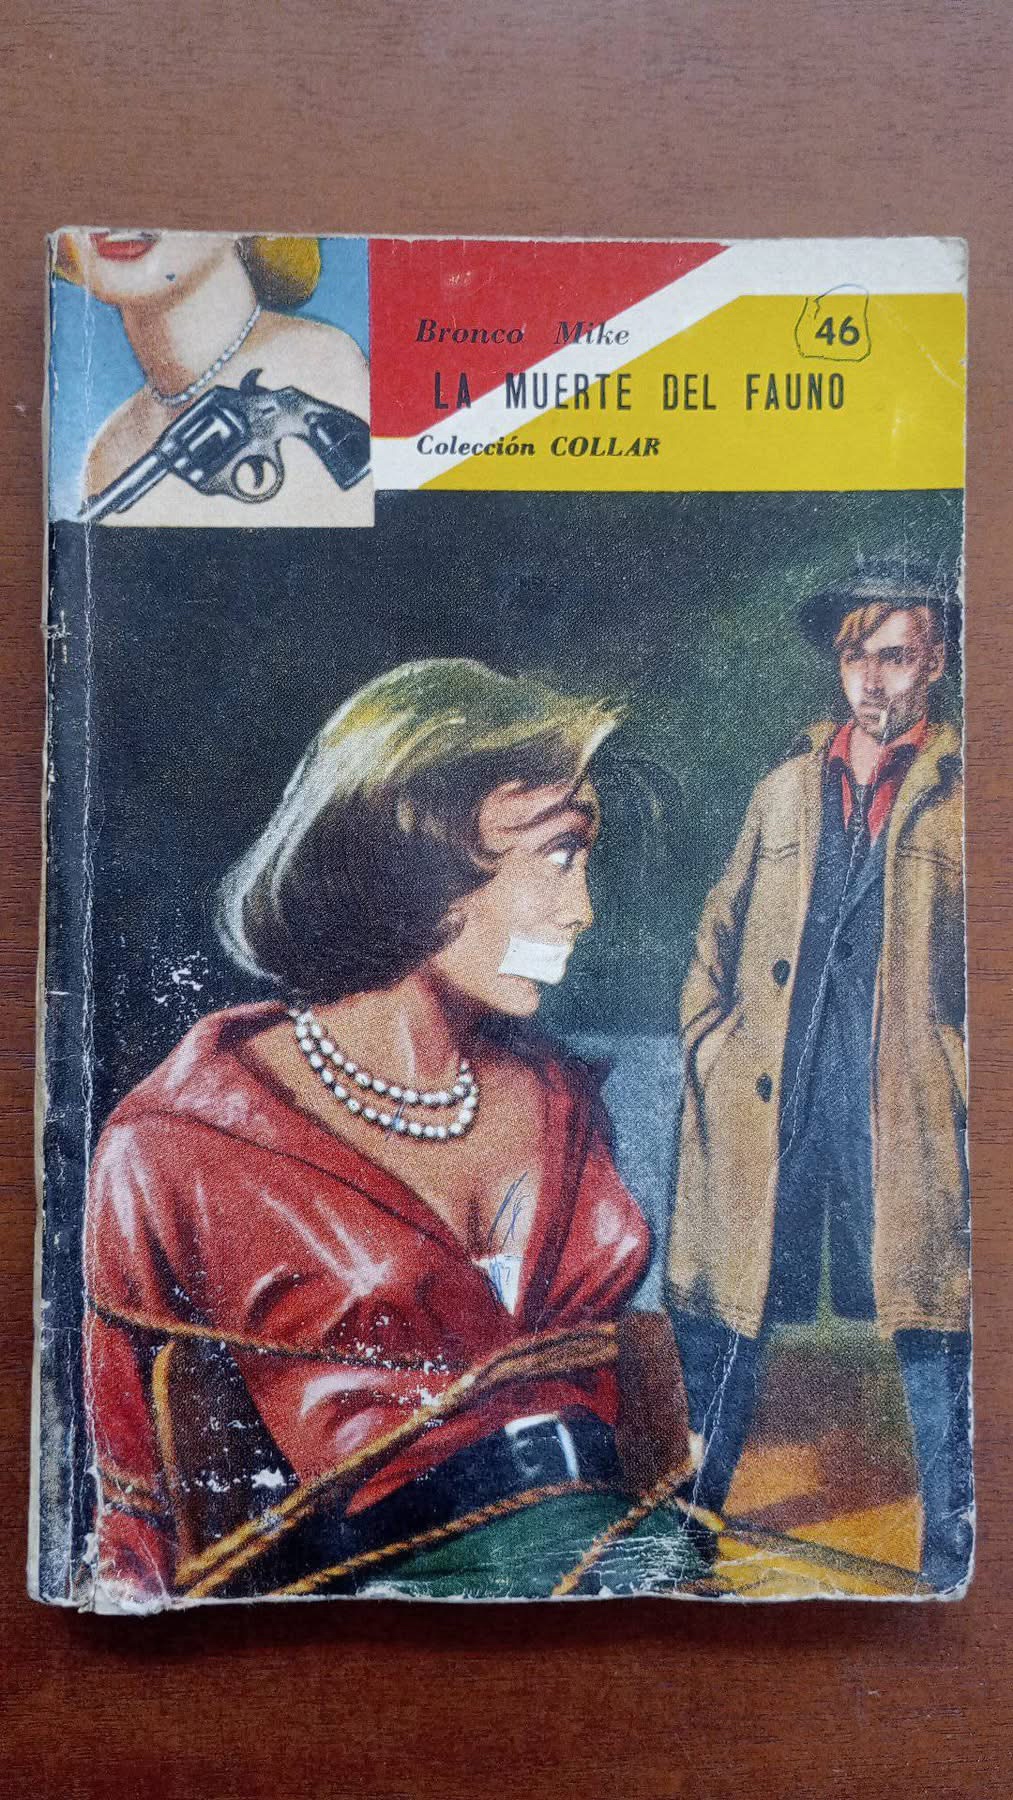 Bronco Mike
46
LA MUERTE DEL FAUNO
Colección COLLAR